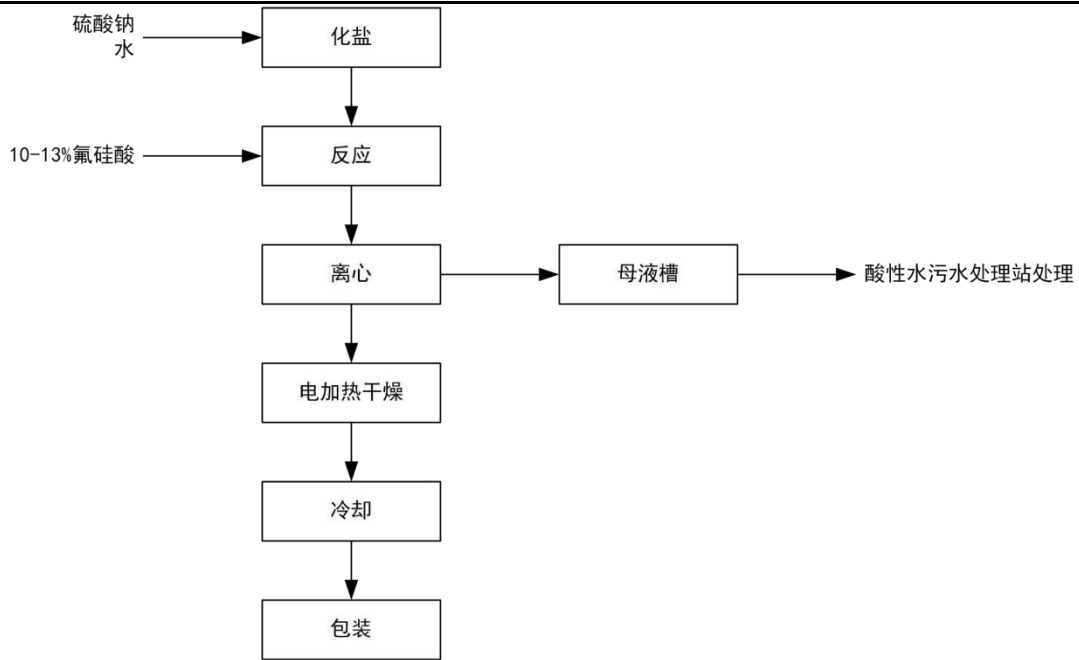 硫酸钠
水
化盐
10-13%氟硅酸
反应
离心
母液槽
酸性水污水处理站处理
电加热干燥
冷却
包装